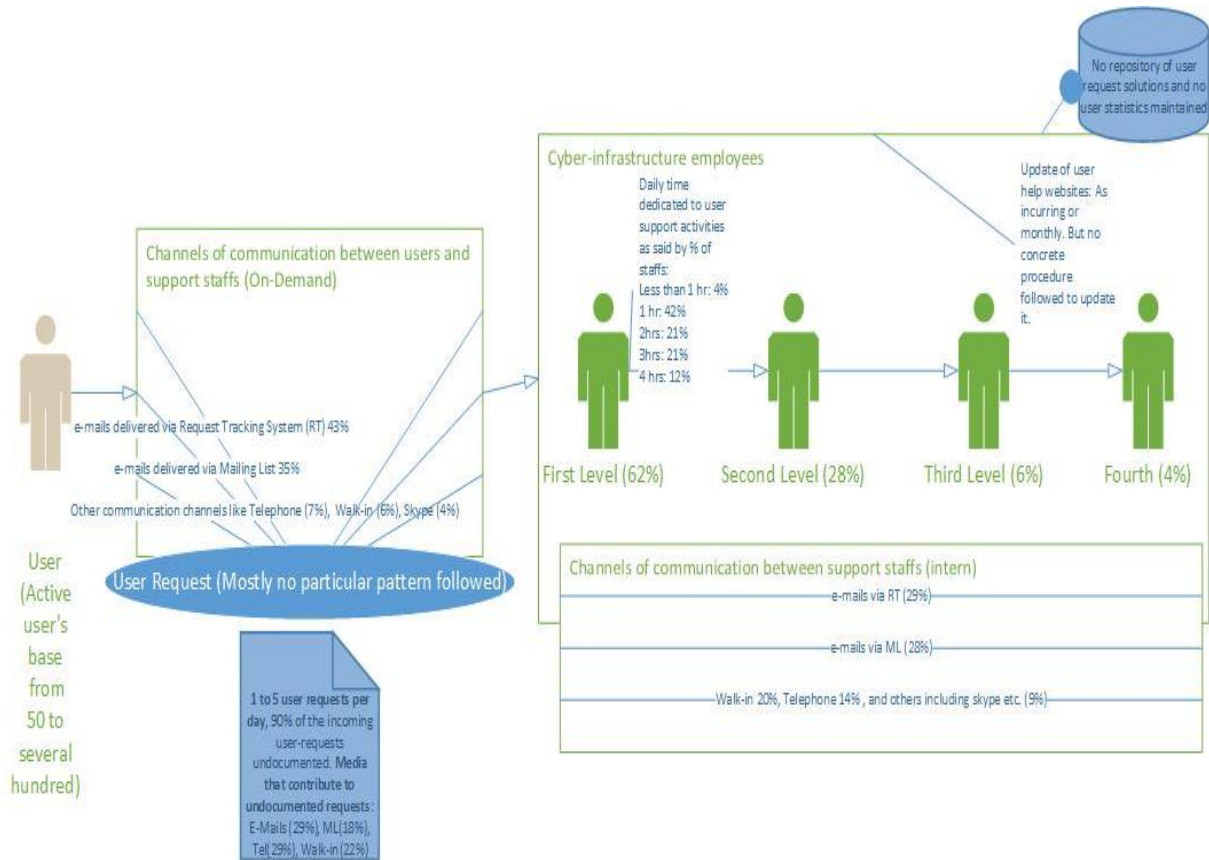 No repository of user
request solutions and no
user statistics maintained
Cyber-infrastructure employees
Daily time
dedicated to user
support activities
as said by % of
staffs:
Less than 1 hr: 4%
1 hr: 42%
2hrs: 21%
3hrs: 21%
4 hrs: 12%
Update of user
help websites: As
incurring or
monthly. But no
concrete
procedure
followed to update
it.
Channels of communication between users and
support staffs (On-Demand)
e-mails delivered via Request Tracking System (RT) 43%
e-mails delivered via Mailing List 35%
Other communication channels like Telephone (7%), Walk-in (6%), Skype (4%)
First Level (62%)
Second Level (28%)
Third Level (6%)
Fourth (4%)
User
(Active
user's
base
from
50 to
several
hundred)
User Request (Mostly no particular pattern followed)
1 to 5 user requests per
day, 90% of the incoming
user-requests
undocumented. Media
that contribute to
undocumented requests :
E-Mails (29%), ML(18%),
Tel(29%), Walk-in (22%)
Channels of communication between support staffs (intern)
e-mails via RT (29%)
e-mails via ML (28%)
Walk-in 20%, Telephone 14% , and others including skype etc. (9%)